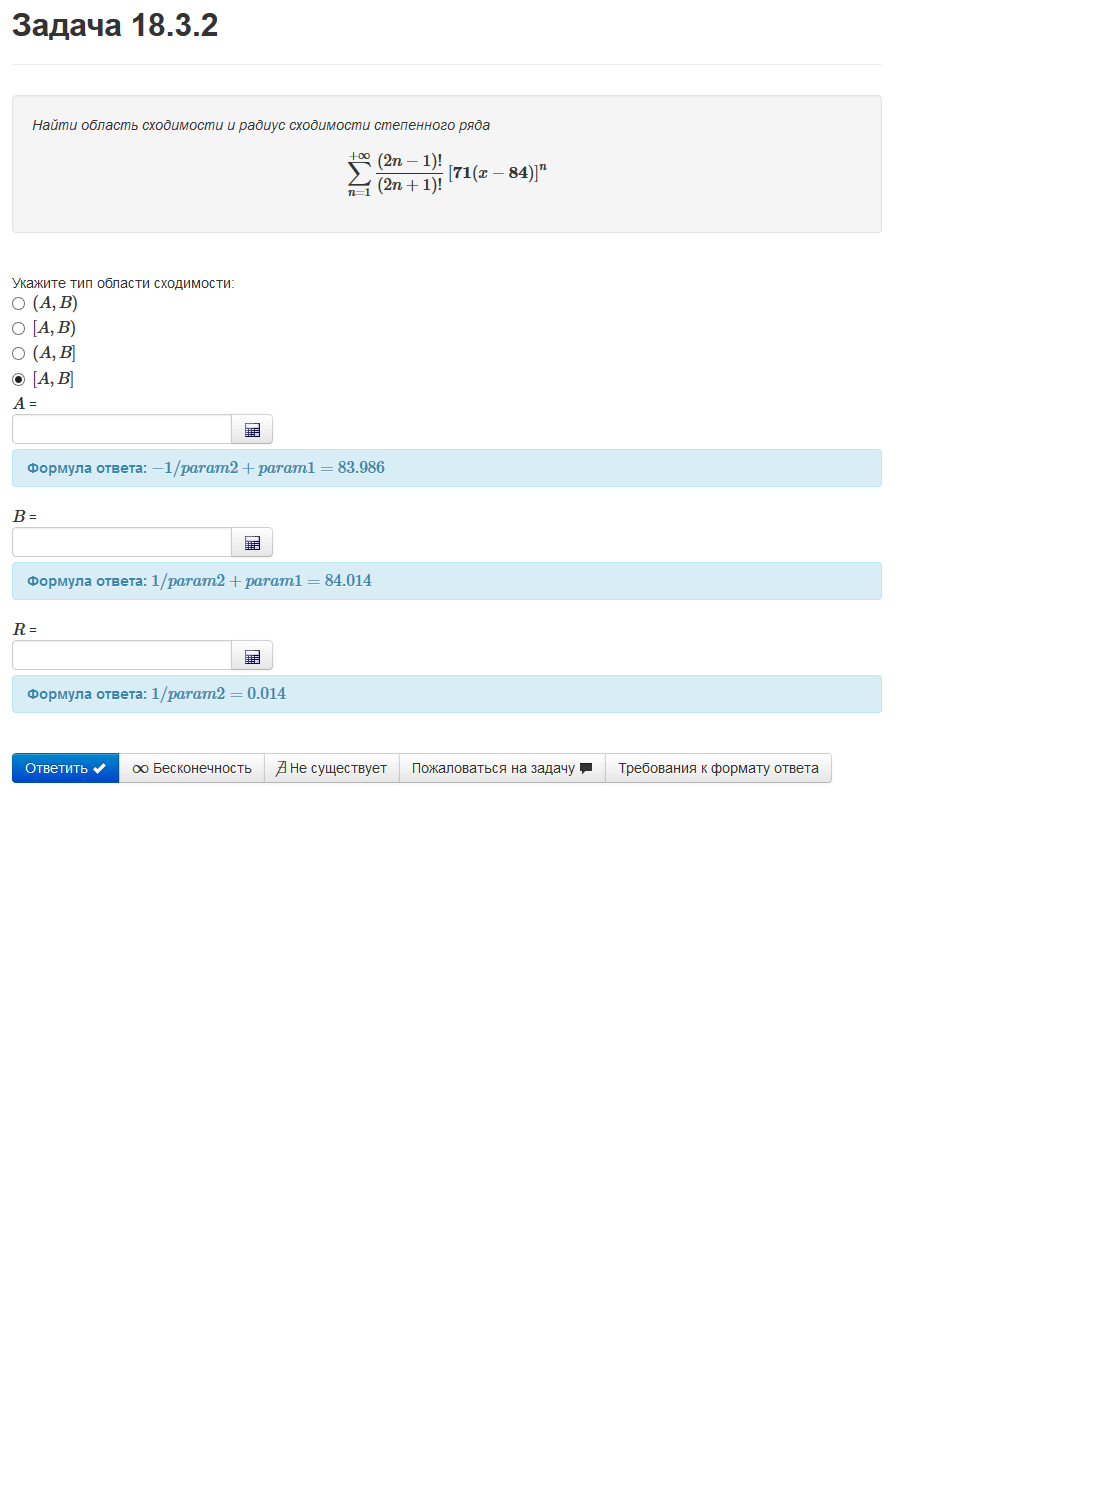 Задача 18.3.2
Найти область сходимости и радиус сходимости степенного ряда
$$\sum_{n=1}^{+\infty} \frac{(2n-1)!}{(2n+1)!} [\mathbf{71}(x-\mathbf{84})]^n$$
Укажите тип области сходимости:
(A, B)
[A, B)
(A, B]
[A, B]
A =
Формула ответа: −1/param2 + param1 = 83.986
B =
Формула ответа: 1/param2 + param1 = 84.014
R =
Формула ответа: 1/param2 = 0.014
Ответить ✔ ∞ Бесконечность ∄ Не существует Пожаловаться на задачу Требования к формату ответа